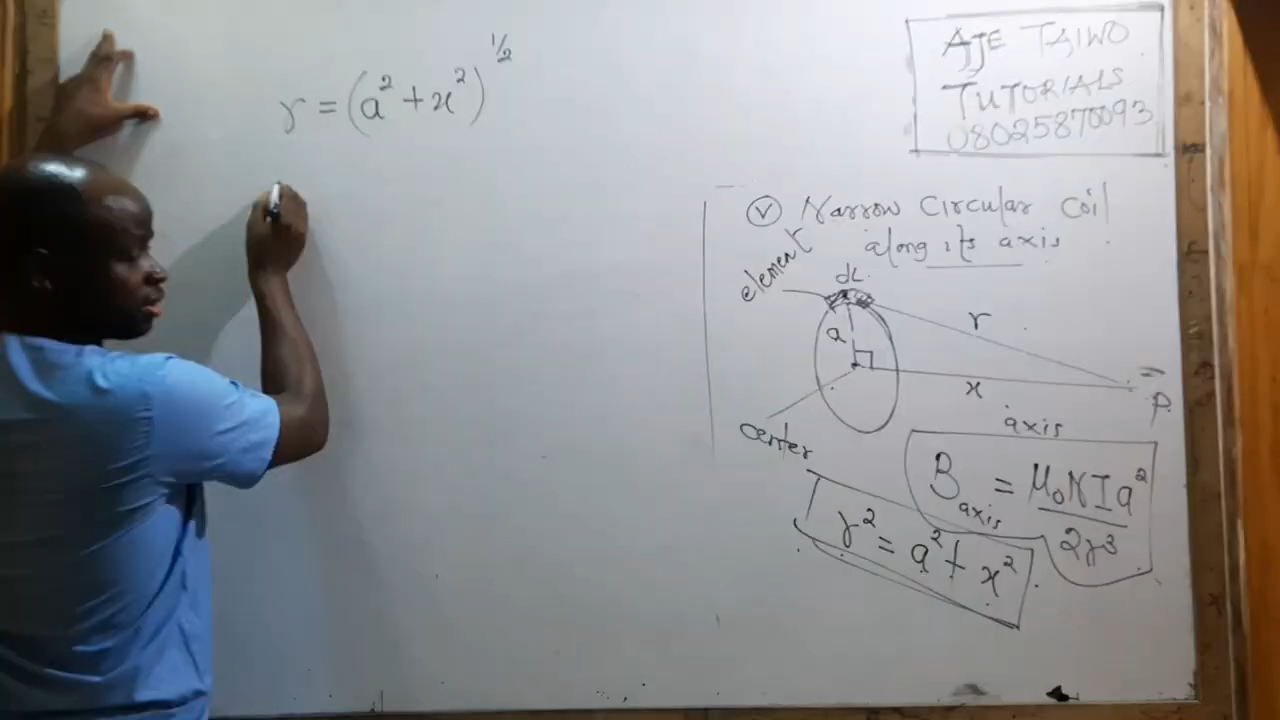 r = (a² + x²)^½
AJE TAIWO
TUTORIALS
08025870093
(V) Narrow Circular Coil
along its axis
element
dL
a
r
x
P
center
axis
B_axis = μ₀NIa² / 2r³
r² = a² + x²